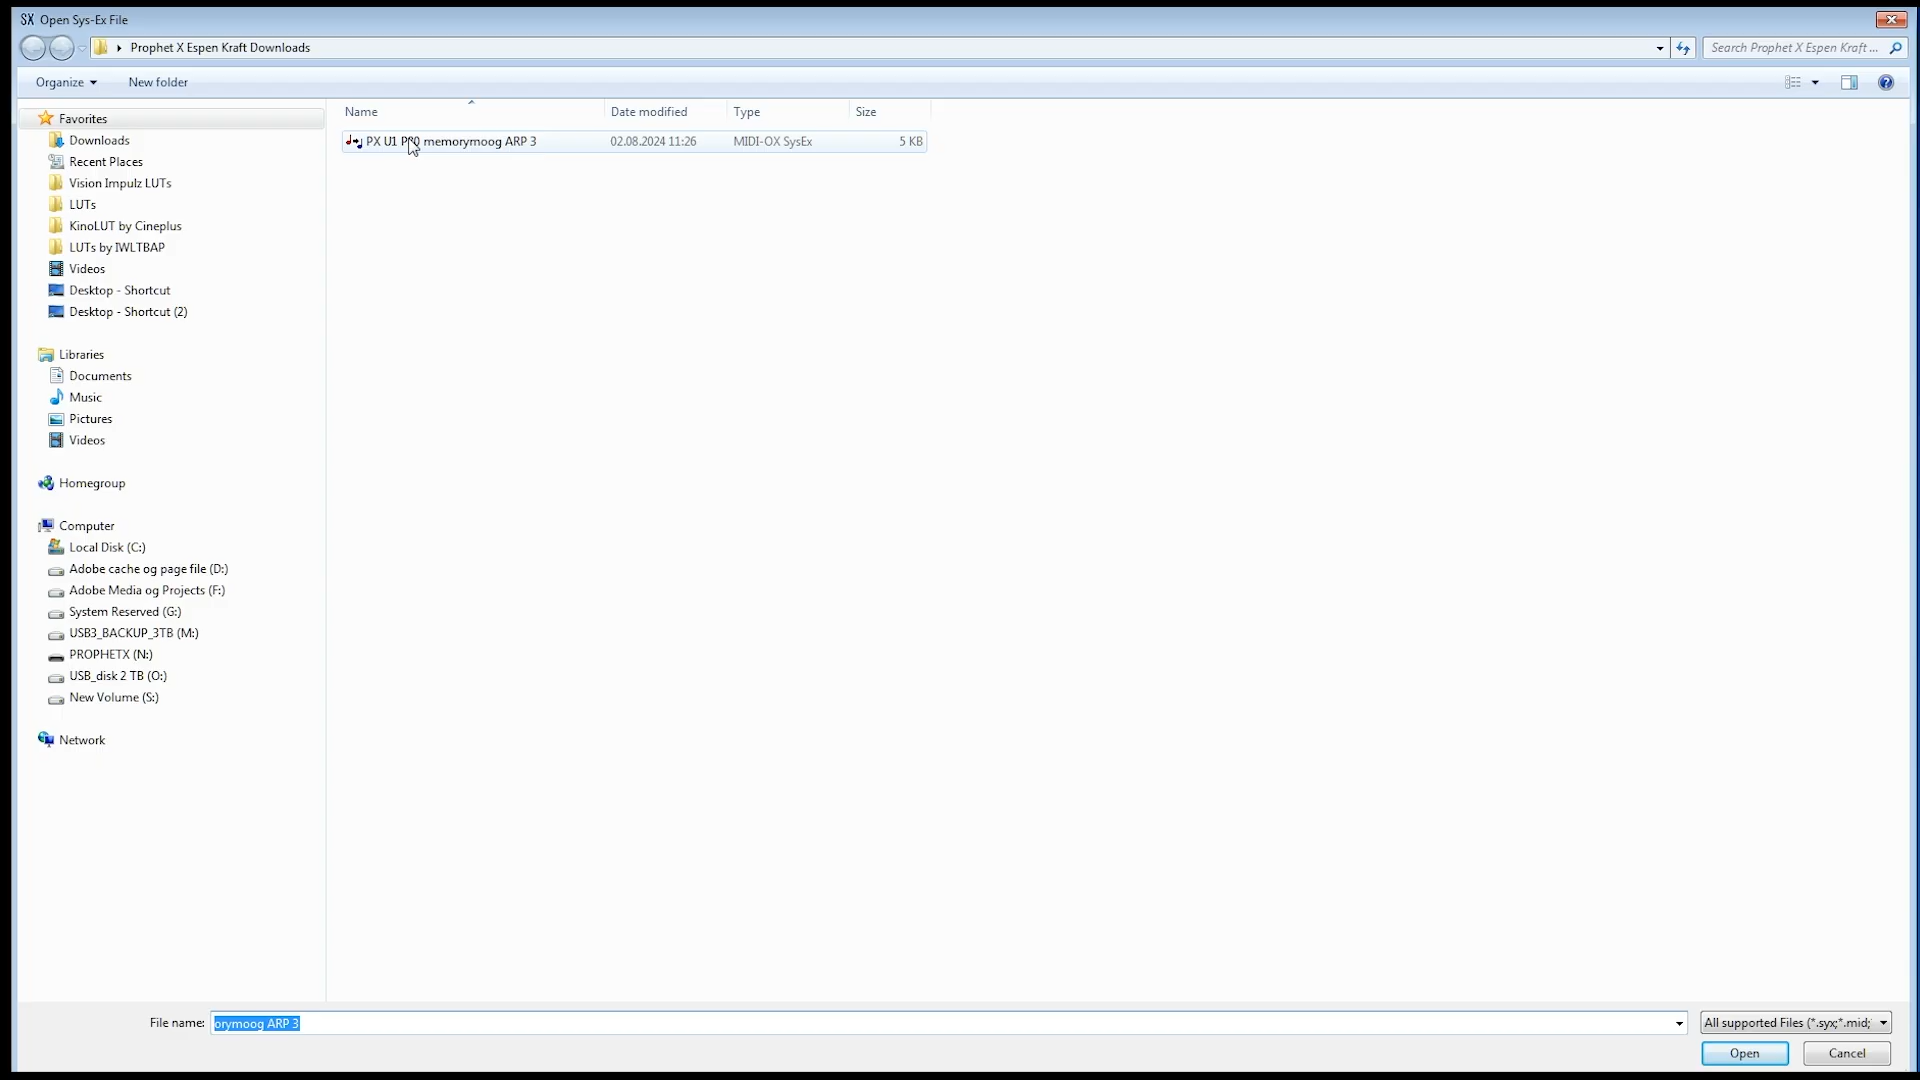 SX Open Sys-Ex File
Prophet X Espen Kraft Downloads
Search Prophet X Espen Kraft ...
Organize
New folder
Name
Date modified
Type
Size
PX U1 P memorymoog ARP 3
02.08.2024 11:26
MIDI-OX SysEx
5 KB
Favorites
Downloads
Recent Places
Vision Impulz LUTs
LUTs
KinoLUT by Cineplus
LUTs by IWLTBAP
Videos
Desktop - Shortcut
Desktop - Shortcut (2)
Libraries
Documents
Music
Pictures
Videos
Homegroup
Computer
Local Disk (C:)
Adobe cache og page file (D:)
Adobe Media og Projects (F:)
System Reserved (G:)
USB3_BACKUP_3TB (M:)
PROPHETX (N:)
USB_disk 2 TB (O:)
New Volume (S:)
Network
File name:
orymoog ARP 3
All supported Files (*.syx;*.mid;
Open
Cancel